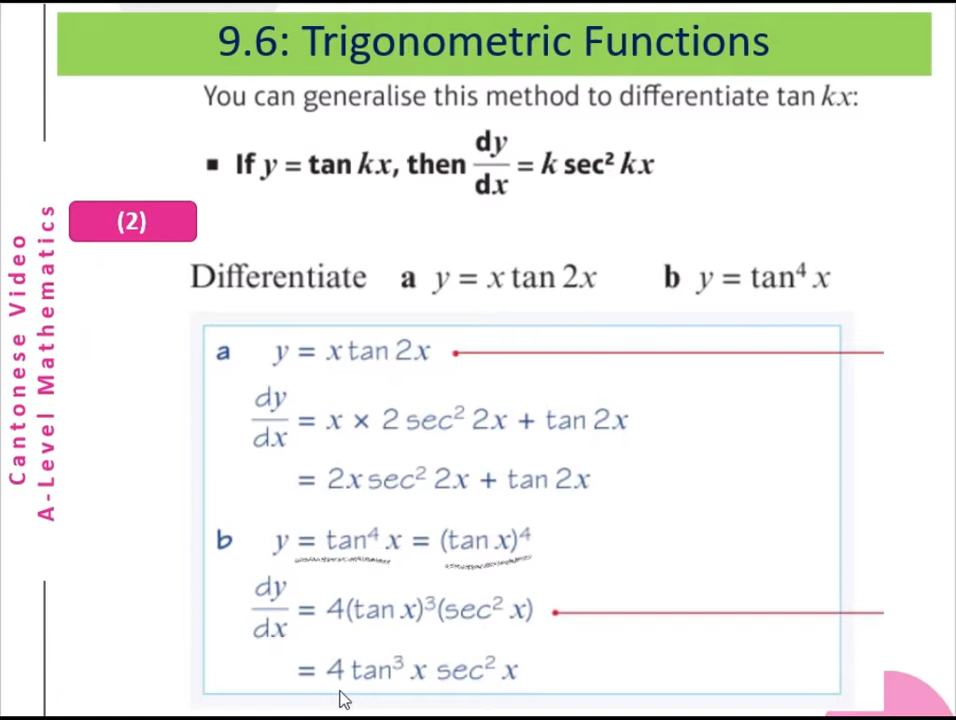 9.6: Trigonometric Functions
You can generalise this method to differentiate tan kx:
▪ If y = tan kx, then dy/dx = k sec² kx
(2)
Cantonese Video
A-Level Mathematics
Differentiate a y = x tan 2x b y = tan⁴ x
a y = x tan 2x
dy/dx = x × 2 sec² 2x + tan 2x
= 2x sec² 2x + tan 2x
b y = tan⁴ x = (tan x)⁴
dy/dx = 4(tan x)³(sec² x)
= 4 tan³ x sec² x